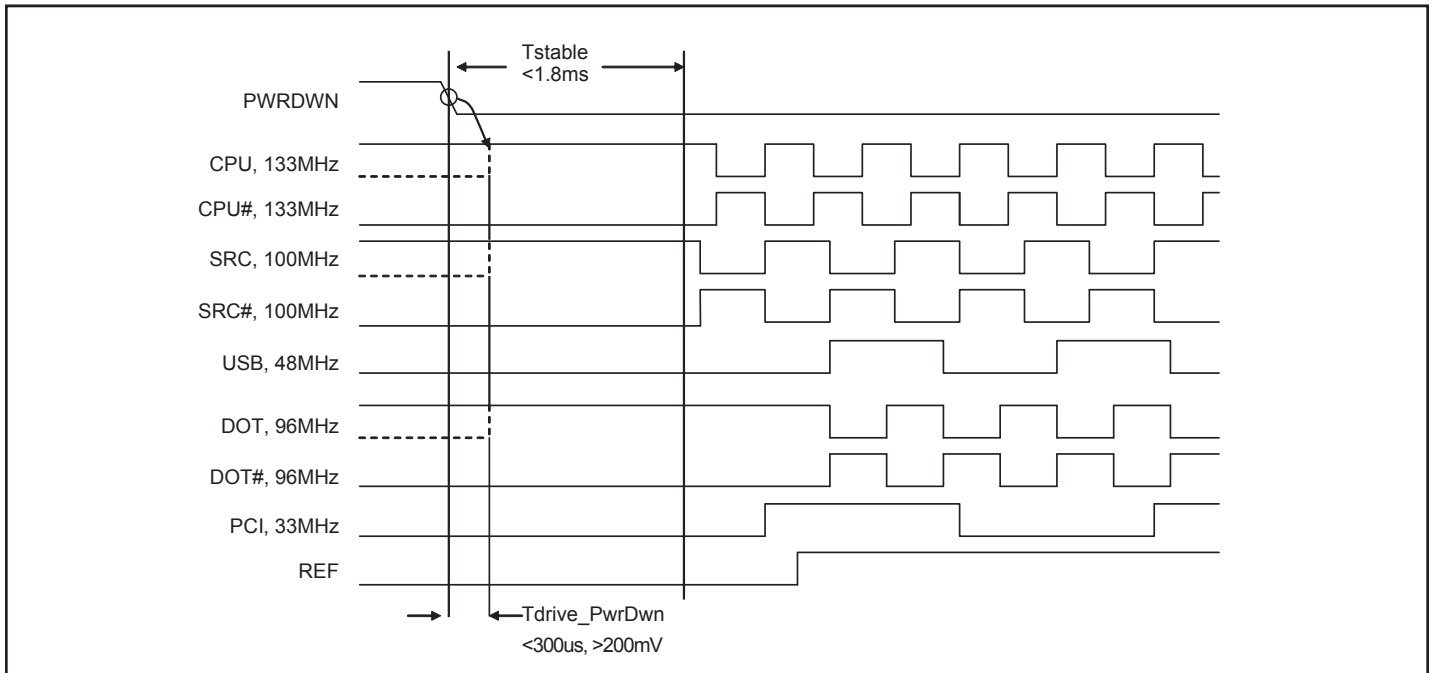 Tstable
<1.8ms
PWRDWN
CPU, 133MHz
CPU#, 133MHz
SRC, 100MHz
SRC#, 100MHz
USB, 48MHz
DOT, 96MHz
DOT#, 96MHz
PCI, 33MHz
REF
Tdrive_PwrDwn
<300us, >200mV